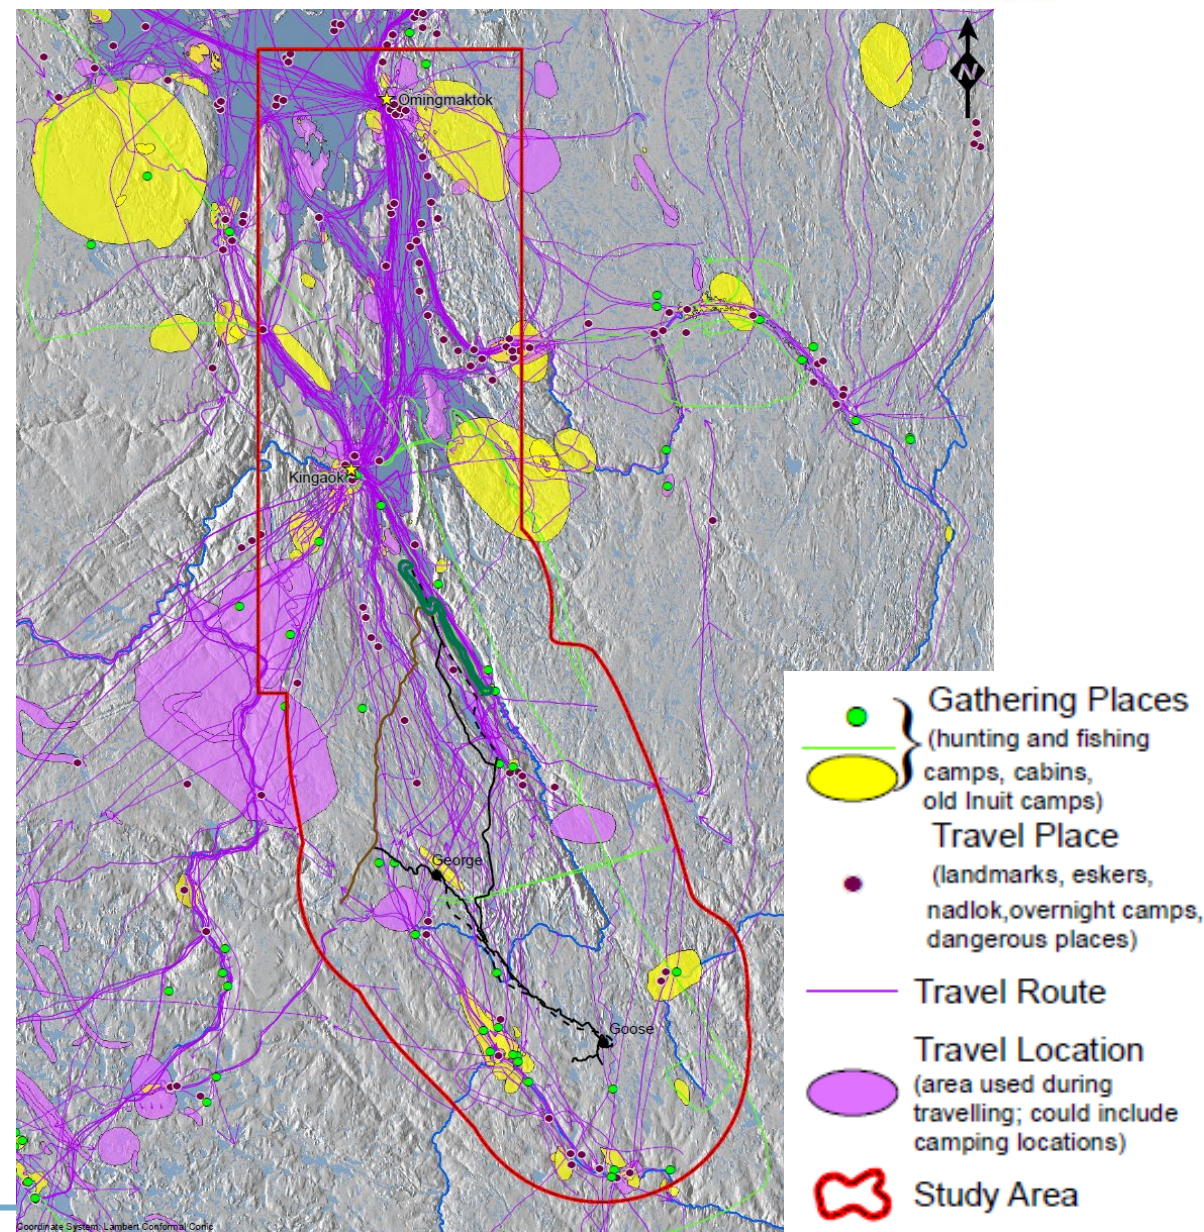 N
Omingmaktok
Kingaok
George
Goose
Coordinate System: Lambert Conformal Conic
Gathering Places
(hunting and fishing
camps, cabins,
old Inuit camps)
Travel Place
(landmarks, eskers,
nadlok,overnight camps,
dangerous places)
Travel Route
Travel Location
(area used during
travelling; could include
camping locations)
Study Area